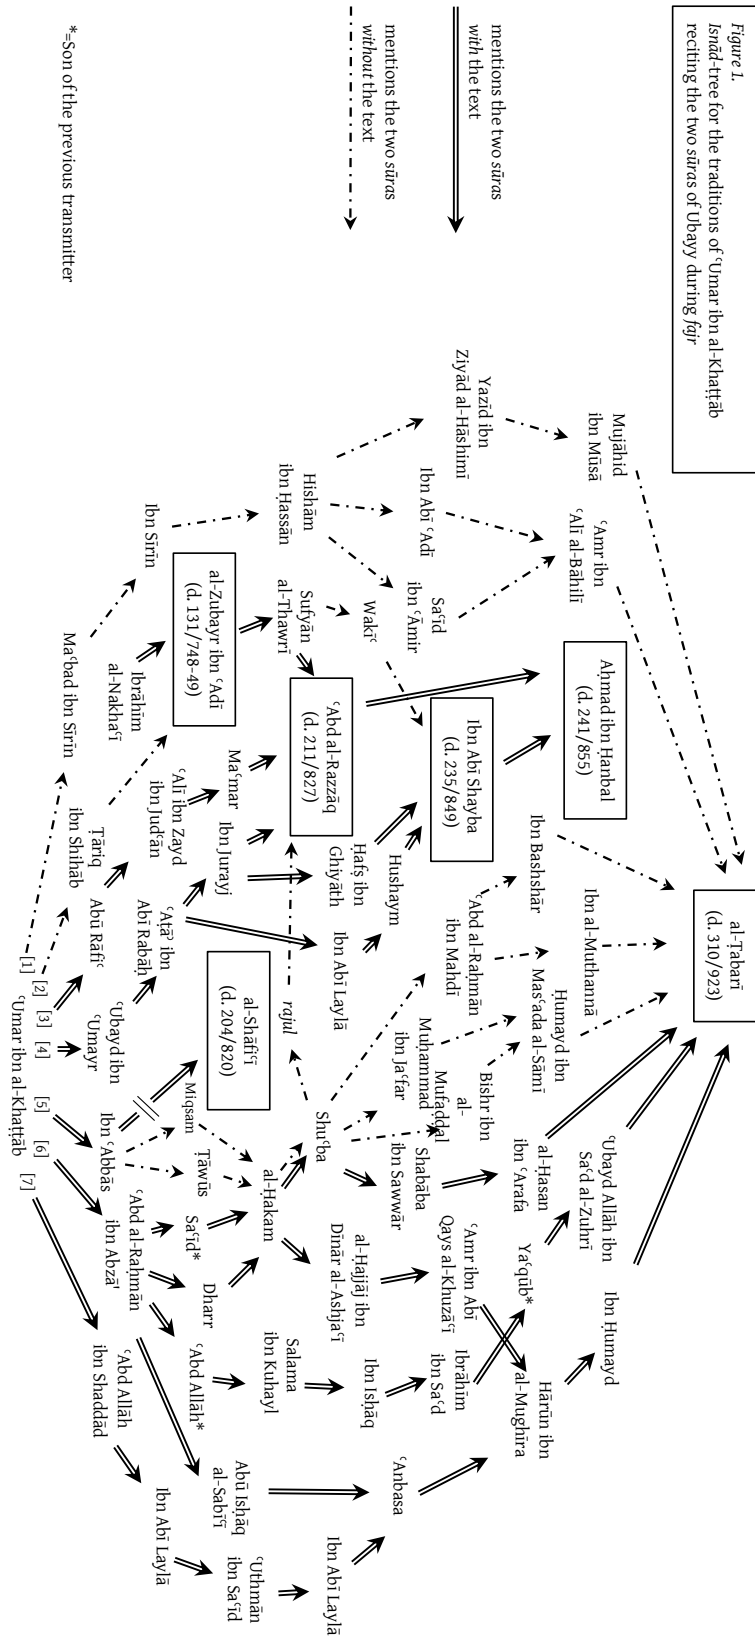 Figure 1.
Isnād-tree for the traditions of ʿUmar ibn al-Khaṭṭāb
reciting the two sūras of Ubayy during fajr
mentions the two sūras
with the text
mentions the two sūras
without the text
*=Son of the previous transmitter
al-Ṭabarī
(d. 310/923)
Mujāhid
ibn Mūsā
ʿAmr ibn
ʿAlī al-Bāhilī
Aḥmad ibn Ḥanbal
(d. 241/855)
Ibn al-Muthannā
Ḥumayd ibn
Masʿada al-Sāmī
ʿUbayd Allāh ibn
Saʿd al-Zuhrī
Ibn Ḥumayd
Ibn Bashshār
al-Ḥasan
ibn ʿArafa
Yaʿqūb*
Hārūn ibn
al-Mughīra
Yazīd ibn
Ziyād al-Hāshimī
Ibn Abī ʿAdī
Saʿīd
ibn ʿĀmir
Ibn Abī Shayba
(d. 235/849)
ʿAbd al-Raḥmān
ibn Mahdī
Bishr ibn
al-
Mufaḍḍal
Muḥammad
ibn Jaʿfar
Shabāba
ibn Sawwār
ʿAmr ibn Abī
Qays al-Khuzāʿī
Ibrāhīm
ibn Saʿd
ʿAnbasa
Wakīʿ
Hushaym
Ḥafṣ ibn
Ghiyāth
Ibn Abī Laylā
Shuʿba
al-Ḥajjāj ibn
Dīnār al-Ashjaʿī
Ibn Isḥāq
Ibn Abī Laylā
Hishām
ibn Ḥassān
Sufyān
al-Thawrī
ʿAbd al-Razzāq
(d. 211/827)
rajul
al-Ḥakam
Salama
ibn Kuhayl
ʿUthmān
ibn Saʿīd
al-Zubayr ibn ʿAdī
(d. 131/748-49)
Maʿmar
Ibn Jurayj
al-Shāfiʿī
(d. 204/820)
Miqsam
Ṭāwūs
Saʿīd*
Dharr
ʿAbd Allāh*
Abū Isḥāq
al-Sabīʿī
Ibn Abī Laylā
Ibn Sīrīn
Ibrāhīm
al-Nakhaʿī
ʿAlī ibn Zayd
ibn Judʿān
ʿAṭāʾ ibn
Abī Rabāḥ
Maʿbad ibn Sīrīn
Ṭāriq
ibn Shihāb
Abū Rāfiʿ
ʿUbayd ibn
ʿUmayr
Ibn ʿAbbās
ʿAbd al-Raḥmān
ibn Abzā'
ʿAbd Allāh
ibn Shaddād
[1]
[2]
[3]
[4]
[5]
[6]
[7]
ʿUmar ibn al-Khaṭṭāb